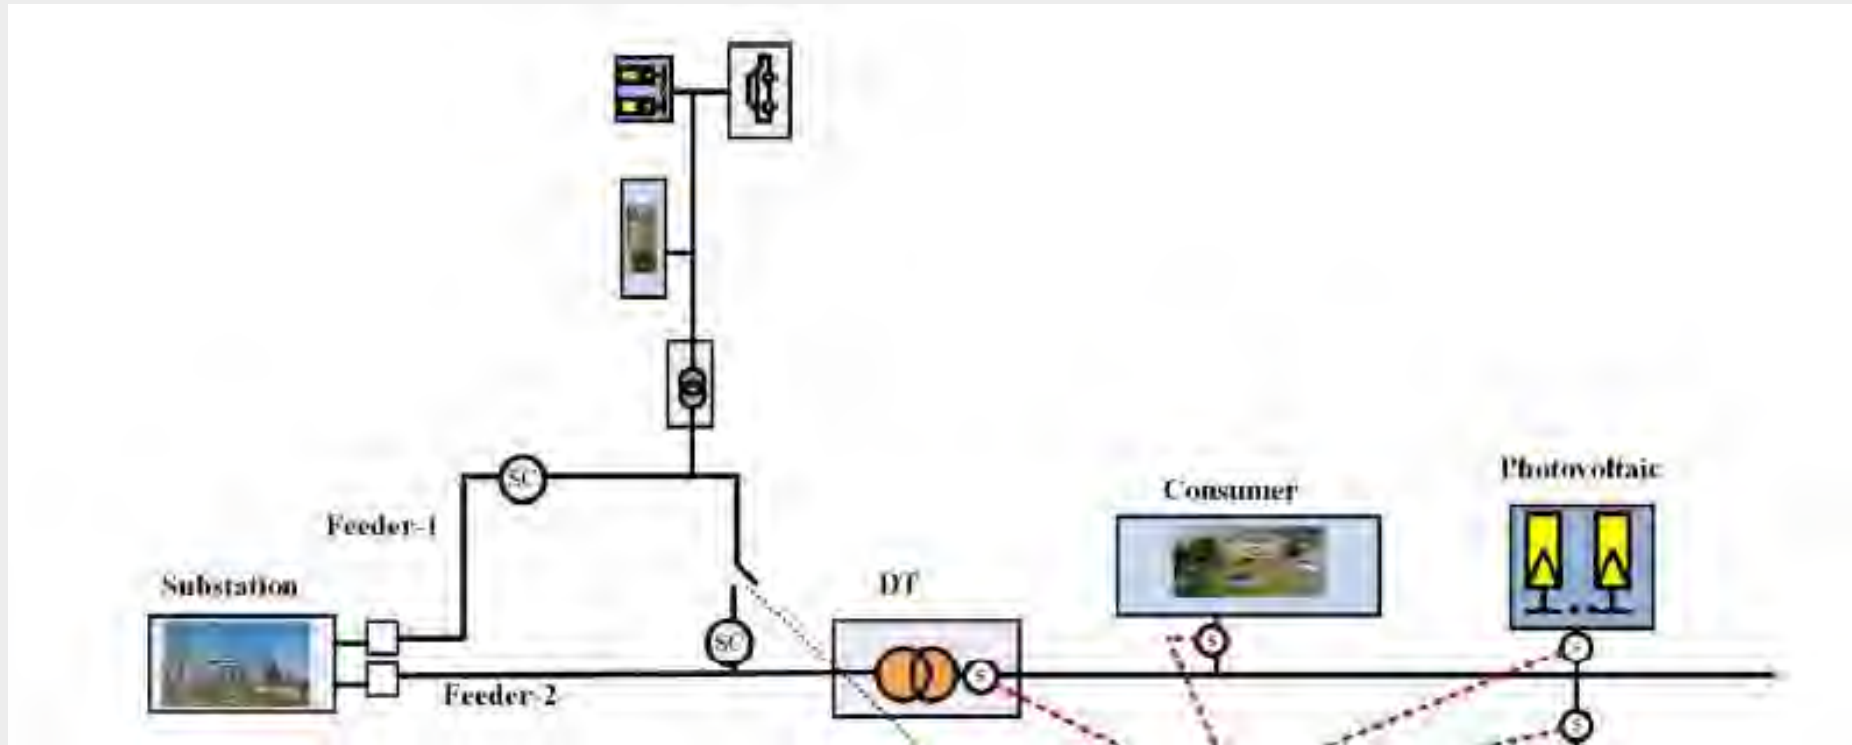 SC
Feeder-1
Substation
SC
Feeder-2
DT
S
Consumer
S
Photovoltaic
S
S